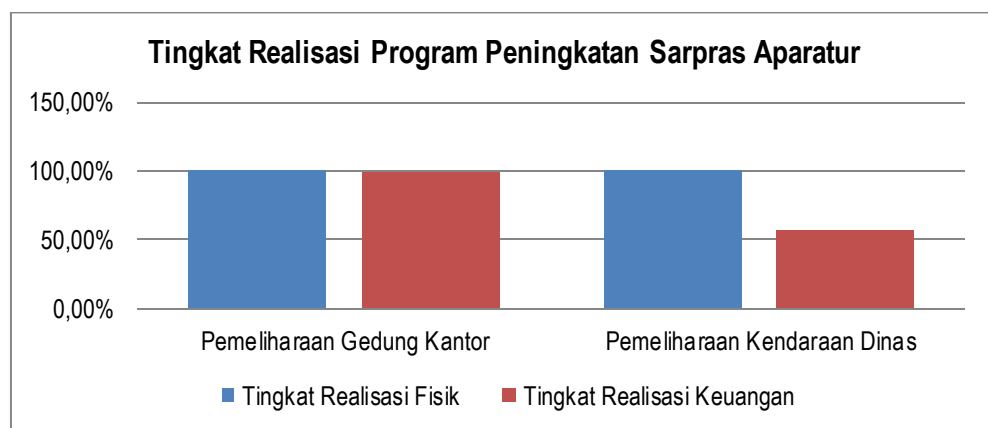 Tingkat Realisasi Program Peningkatan Sarpras Aparatur
150,00%
100,00%
50,00%
0,00%
Pemeliharaan Gedung Kantor
Pemeliharaan Kendaraan Dinas
Tingkat Realisasi Fisik
Tingkat Realisasi Keuangan